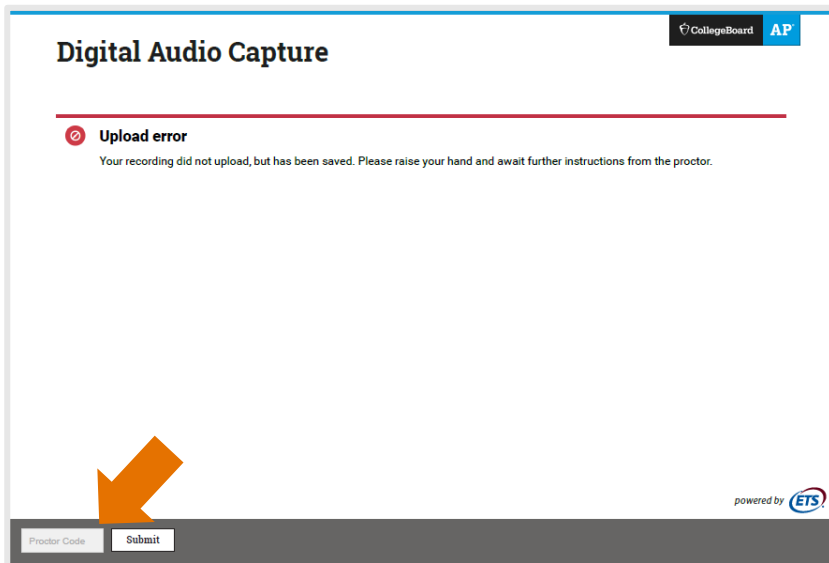 CollegeBoard AP
Digital Audio Capture
Upload error
Your recording did not upload, but has been saved. Please raise your hand and await further instructions from the proctor.
powered by ETS
Proctor Code Submit